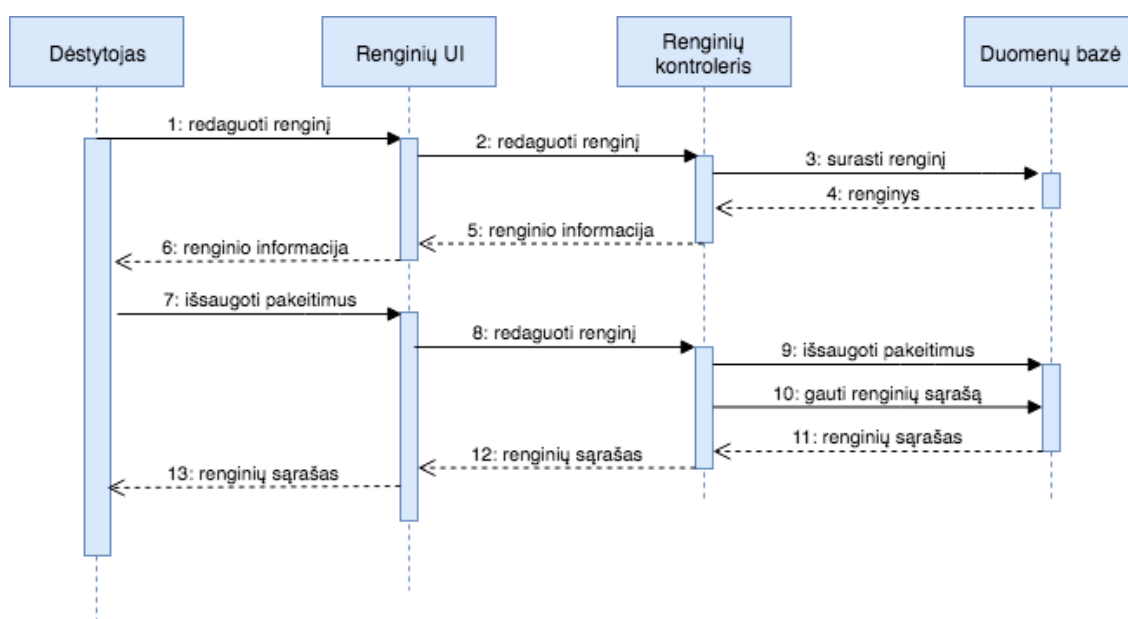 Dėstytojas
Renginių UI
Renginių
kontroleris
Duomenų bazė
1: redaguoti renginį
2: redaguoti renginį
3: surasti renginį
4: renginys
5: renginio informacija
6: renginio informacija
7: išsaugoti pakeitimus
8: redaguoti renginį
9: išsaugoti pakeitimus
10: gauti renginių sąrašą
11: renginių sąrašas
12: renginių sąrašas
13: renginių sąrašas